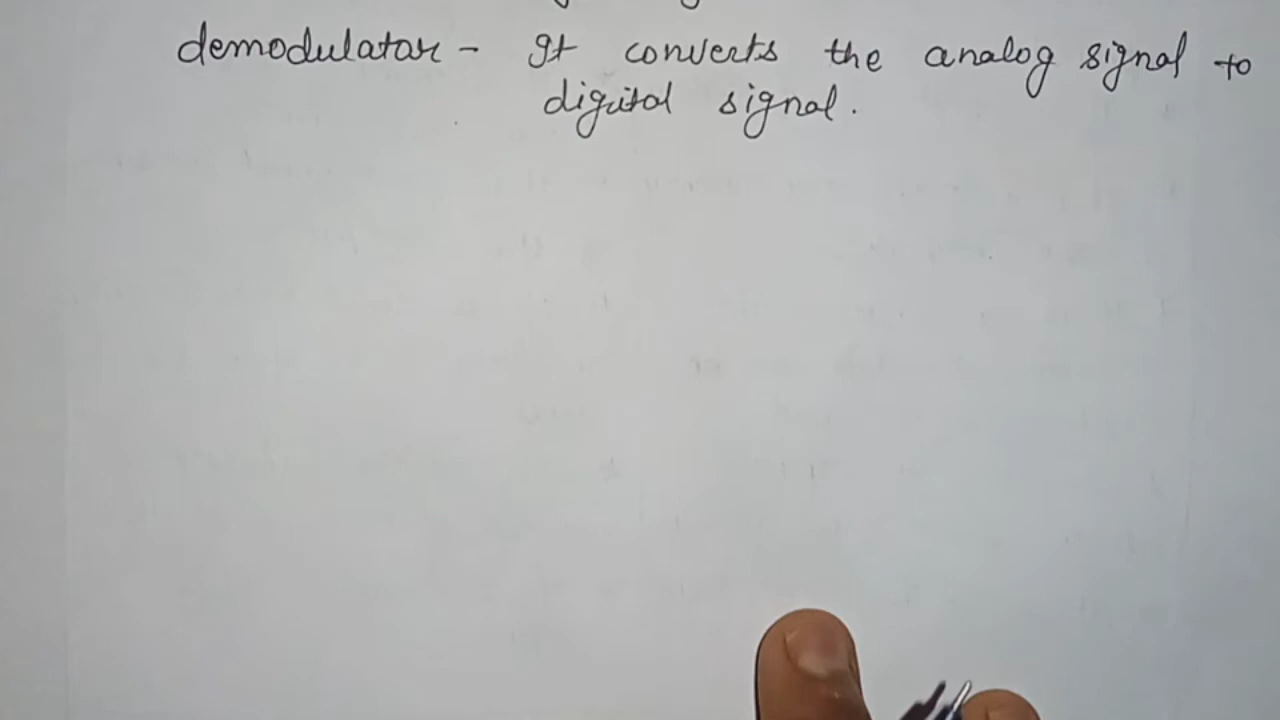 demodulatar - It converts the analog signal to
digital signal.